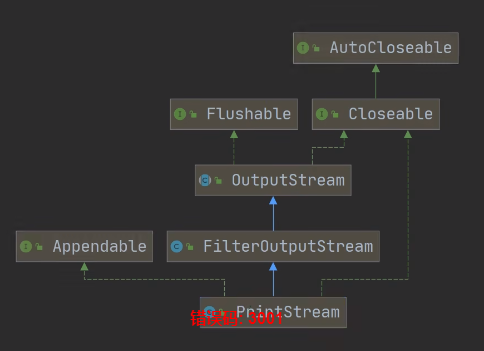 AutoCloseable
Flushable
Closeable
OutputStream
Appendable
FilterOutputStream
PrintStream